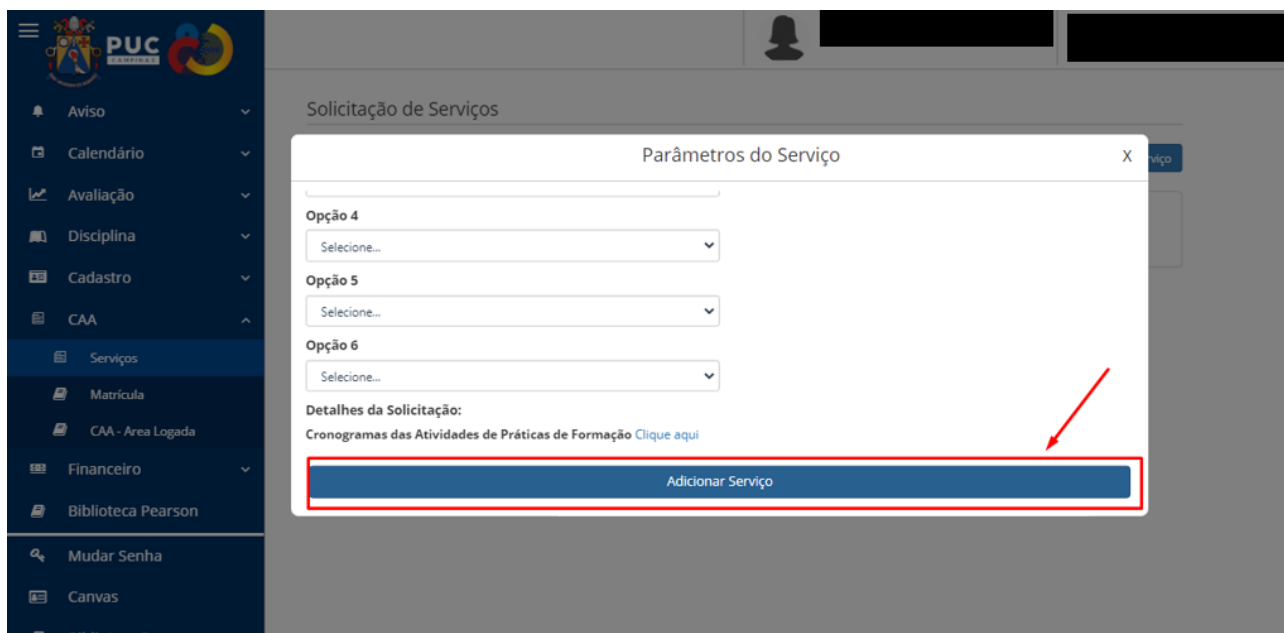 PUC
CAMPINAS
Aviso
Calendário
Avaliação
Disciplina
Cadastro
CAA
Serviços
Matrícula
CAA - Area Logada
Financeiro
Biblioteca Pearson
Mudar Senha
Canvas
Solicitação de Serviços
Parâmetros do Serviço
X
Opção 4
Selecione...
Opção 5
Selecione...
Opção 6
Selecione...
Detalhes da Solicitação:
Cronogramas das Atividades de Práticas de Formação Clique aqui
Adicionar Serviço